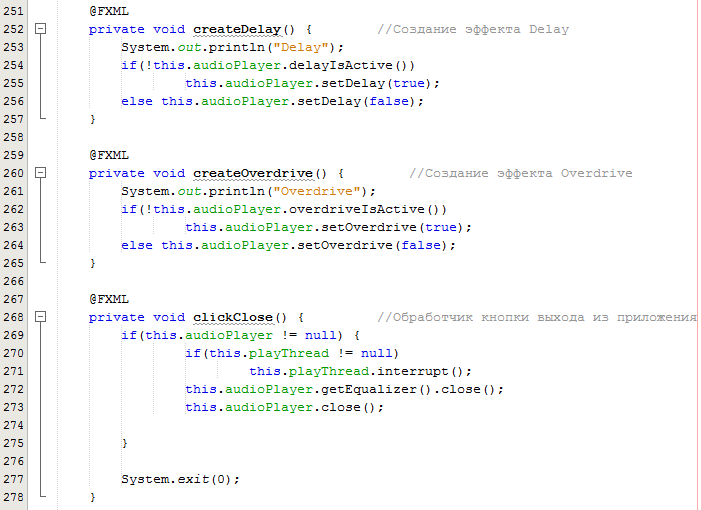 251 @FXML
252 private void createDelay() { //Создание эффекта Delay
253 System.out.println("Delay");
254 if(!this.audioPlayer.delayIsActive())
255 this.audioPlayer.setDelay(true);
256 else this.audioPlayer.setDelay(false);
257 }
258
259 @FXML
260 private void createOverdrive() { //Создание эффекта Overdrive
261 System.out.println("Overdrive");
262 if(!this.audioPlayer.overdriveIsActive())
263 this.audioPlayer.setOverdrive(true);
264 else this.audioPlayer.setOverdrive(false);
265 }
266
267 @FXML
268 private void clickClose() { //Обработчик кнопки выхода из приложения
269 if(this.audioPlayer != null) {
270 if(this.playThread != null)
271 this.playThread.interrupt();
272 this.audioPlayer.getEqualizer().close();
273 this.audioPlayer.close();
274
275 }
276
277 System.exit(0);
278 }